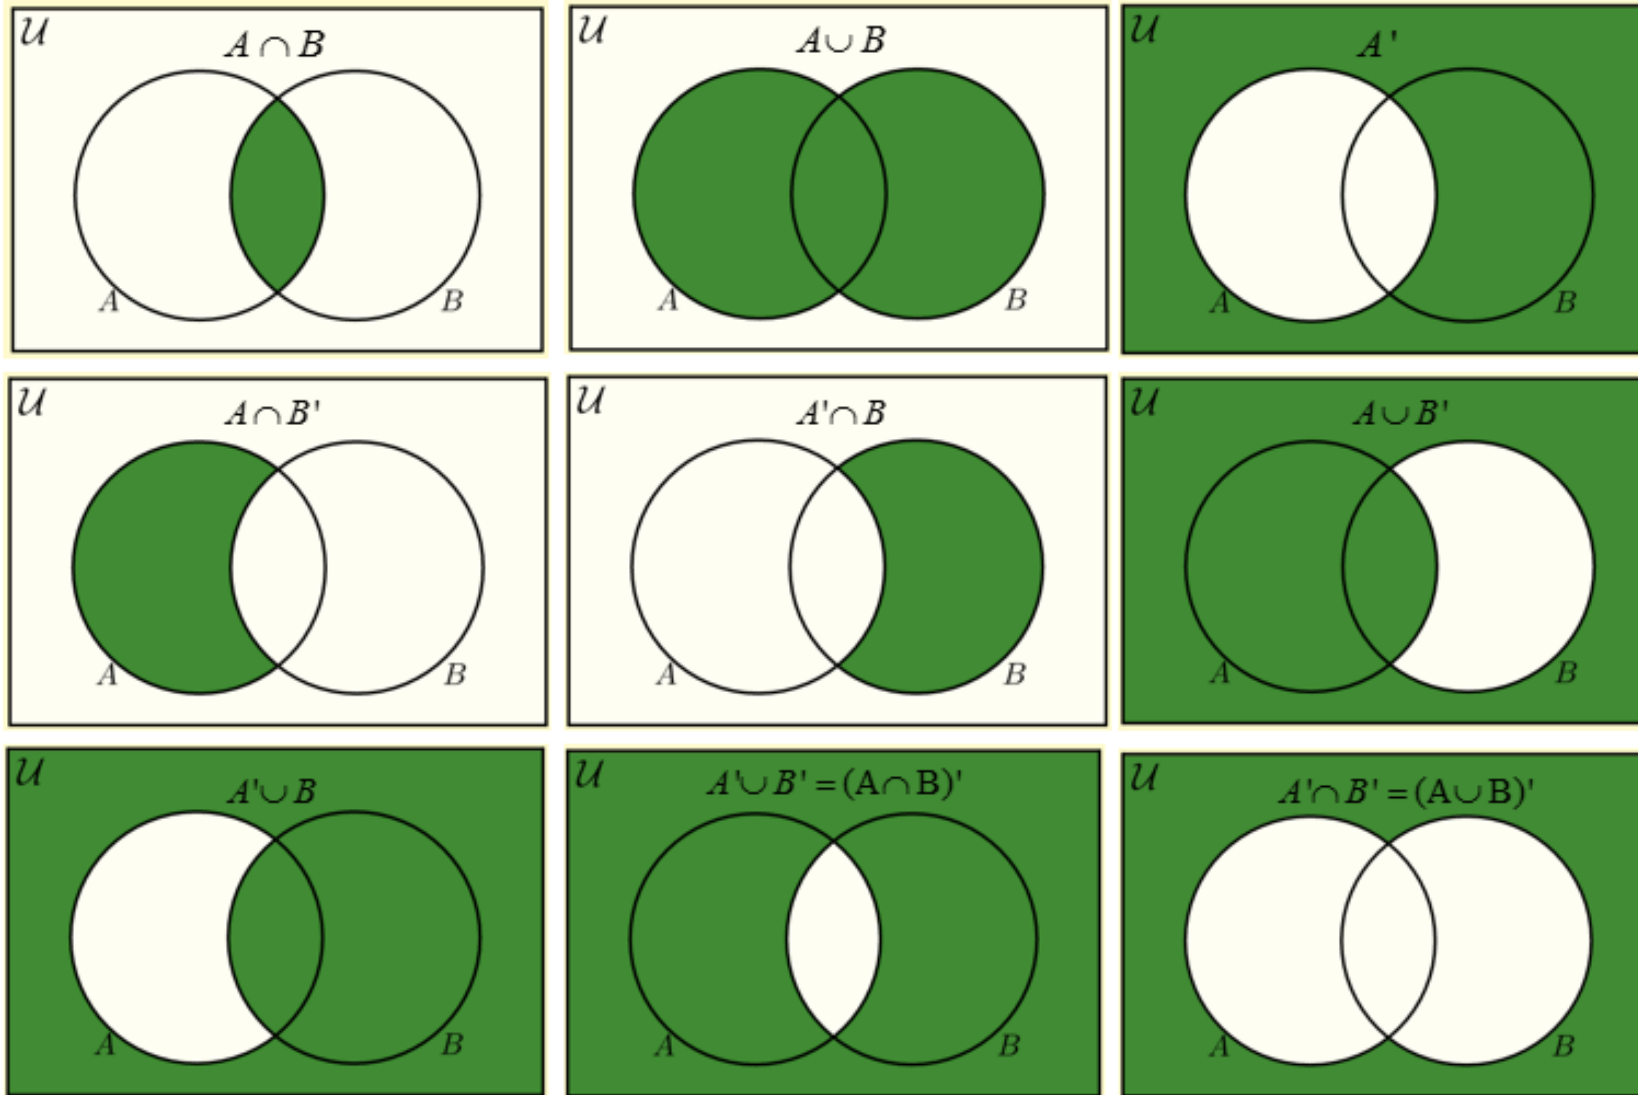 𝒰
A ∩ B
A B
𝒰
A ∪ B
A B
𝒰
A '
A B
𝒰
A ∩ B'
A B
𝒰
A' ∩ B
A B
𝒰
A ∪ B'
A B
𝒰
A' ∪ B
A B
𝒰
A' ∪ B' = (A ∩ B)'
A B
𝒰
A' ∩ B' = (A ∪ B)'
A B